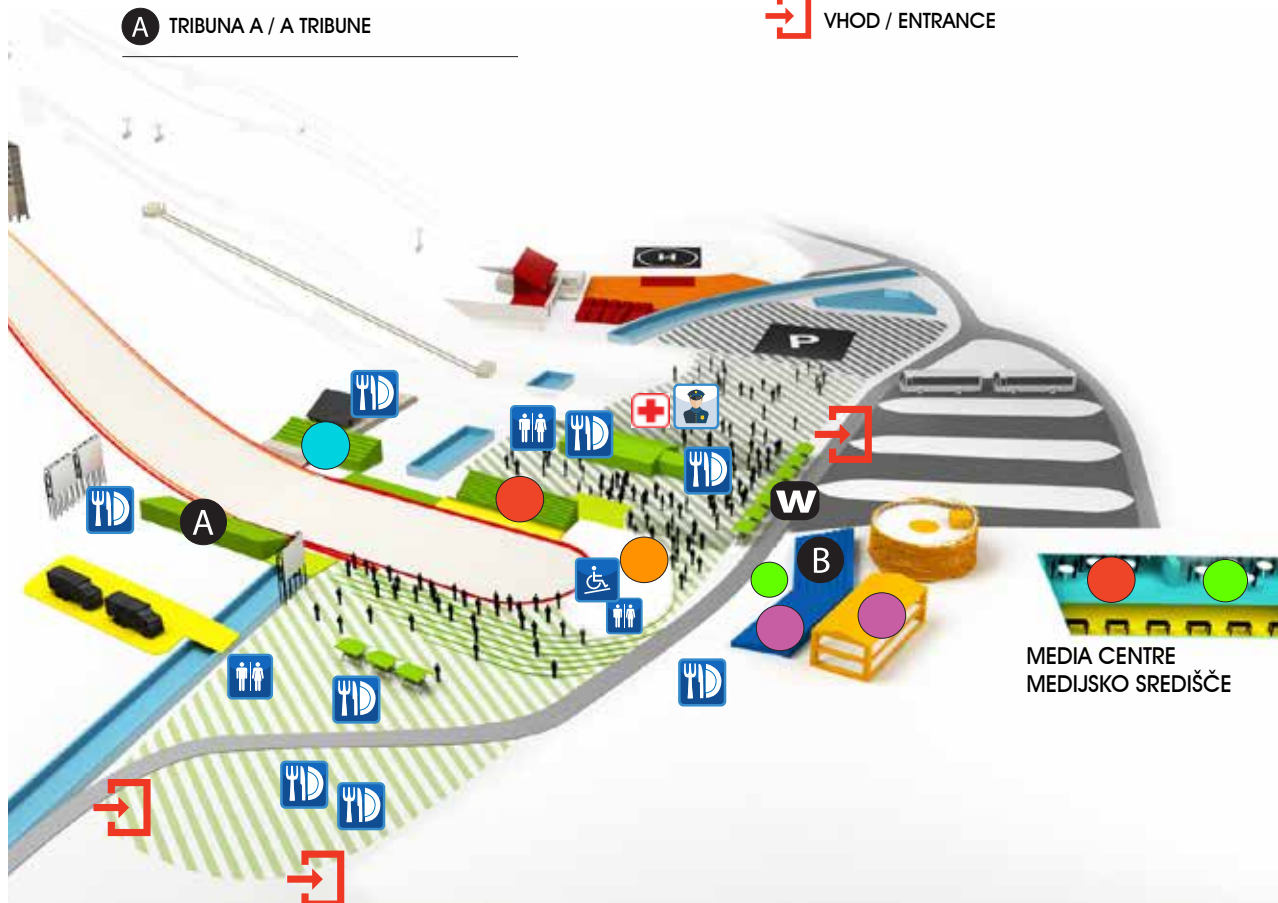 A TRIBUNA A / A TRIBUNE
VHOD / ENTRANCE
H
P
W
A
B
MEDIA CENTRE
MEDIJSKO SREDIŠČE